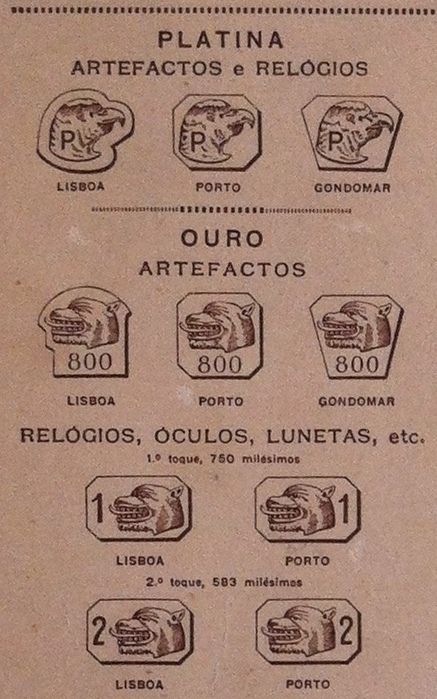 PLATINA
ARTEFACTOS e RELÓGIOS
P P P
LISBOA PORTO GONDOMAR
OURO
ARTEFACTOS
800 800 800
LISBOA PORTO GONDOMAR
RELÓGIOS, ÓCULOS, LUNETAS, etc.
1.º toque, 750 milésimos
1 1
LISBOA PORTO
2.º toque, 583 milésimos
2 2
LISBOA PORTO